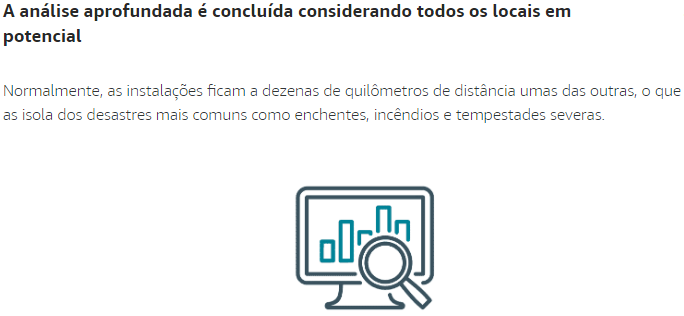 A análise aprofundada é concluída considerando todos os locais em
potencial
Normalmente, as instalações ficam a dezenas de quilômetros de distância umas das outras, o que
as isola dos desastres mais comuns como enchentes, incêndios e tempestades severas.